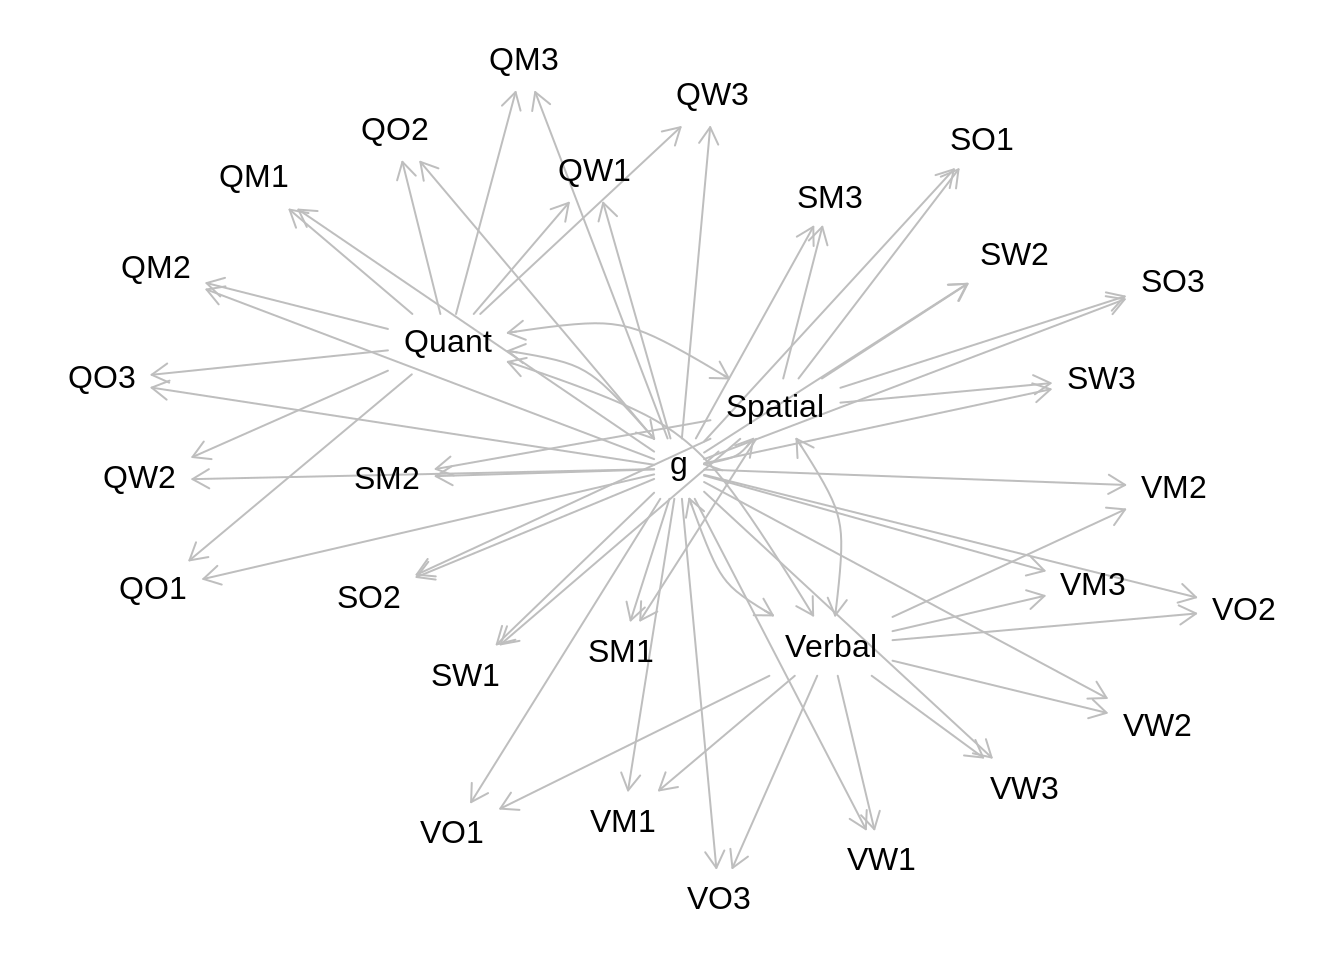 QM3
QW3
QO2
SO1
QW1
QM1
SM3
SW2
QM2
SO3
Quant
QO3
SW3
Spatial
g
QW2
SM2
VM2
VM3
QO1
SO2
VO2
Verbal
SM1
SW1
VW2
VW3
VM1
VO1
VW1
VO3